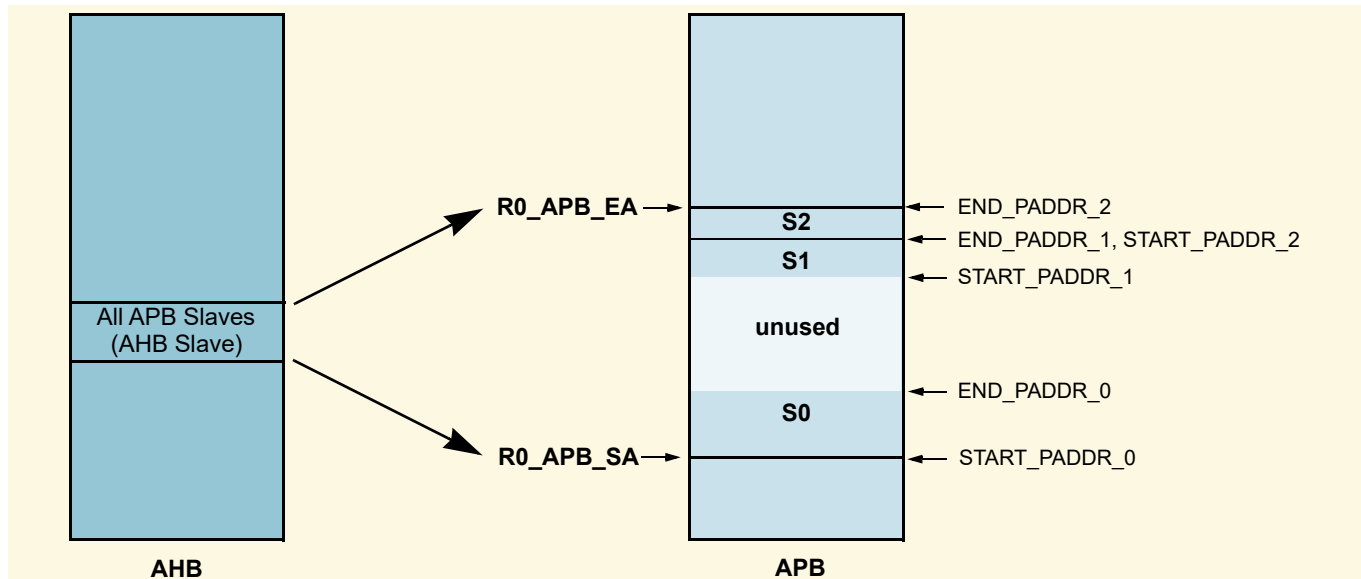 R0_APB_EA
END_PADDR_2
S2
END_PADDR_1, START_PADDR_2
S1
START_PADDR_1
All APB Slaves
(AHB Slave)
unused
END_PADDR_0
S0
R0_APB_SA
START_PADDR_0
AHB
APB